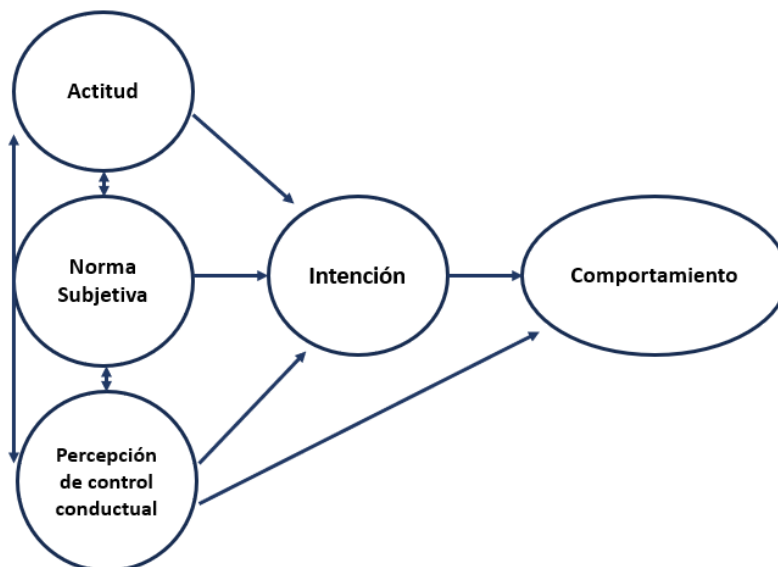 Actitud
Norma
Subjetiva
Intención
Comportamiento
Percepción
de control
conductual